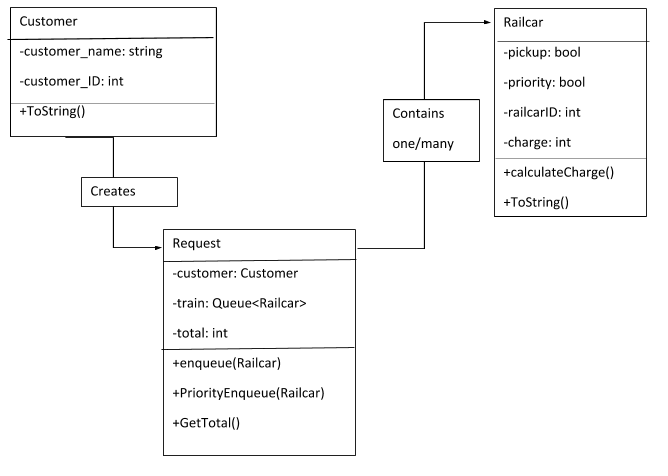 Customer
-customer_name: string
-customer_ID: int
+ToString()
Creates
Request
-customer: Customer
-train: Queue<Railcar>
-total: int
+enqueue(Railcar)
+PriorityEnqueue(Railcar)
+GetTotal()
Contains
one/many
Railcar
-pickup: bool
-priority: bool
-railcarID: int
-charge: int
+calculateCharge()
+ToString()